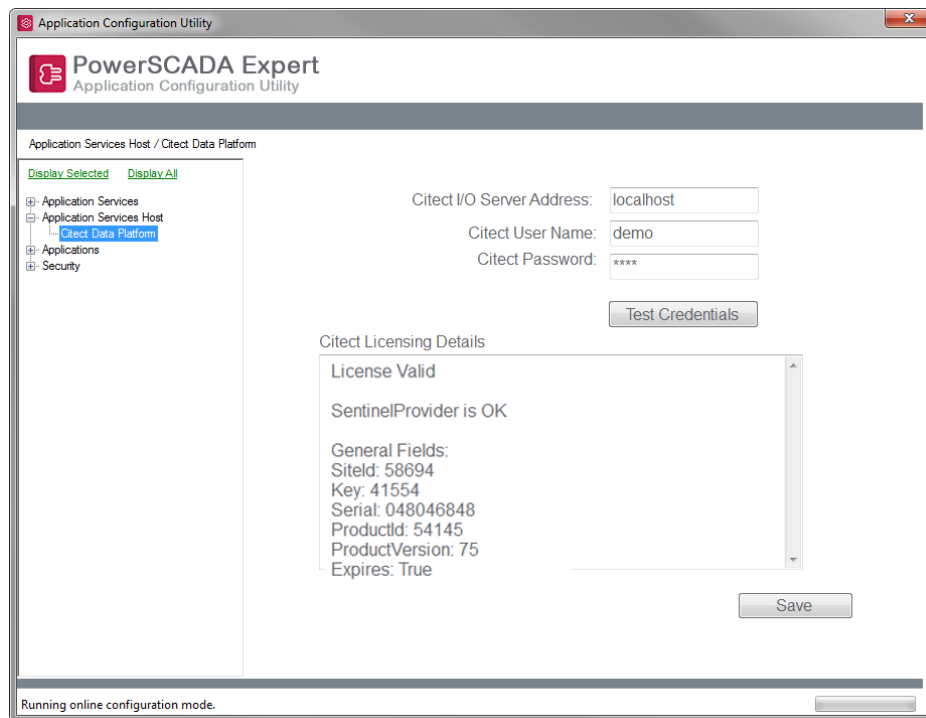 Application Configuration Utility
PowerSCADA Expert
Application Configuration Utility
Application Services Host / Citect Data Platform
Display Selected Display All
Application Services
Application Services Host
Citect Data Platform
Applications
Security
Citect I/O Server Address: localhost
Citect User Name: demo
Citect Password: ****
Test Credentials
Citect Licensing Details
License Valid
SentinelProvider is OK
General Fields:
SiteId: 58694
Key: 41554
Serial: 048046848
ProductId: 54145
ProductVersion: 75
Expires: True
Save
Running online configuration mode.